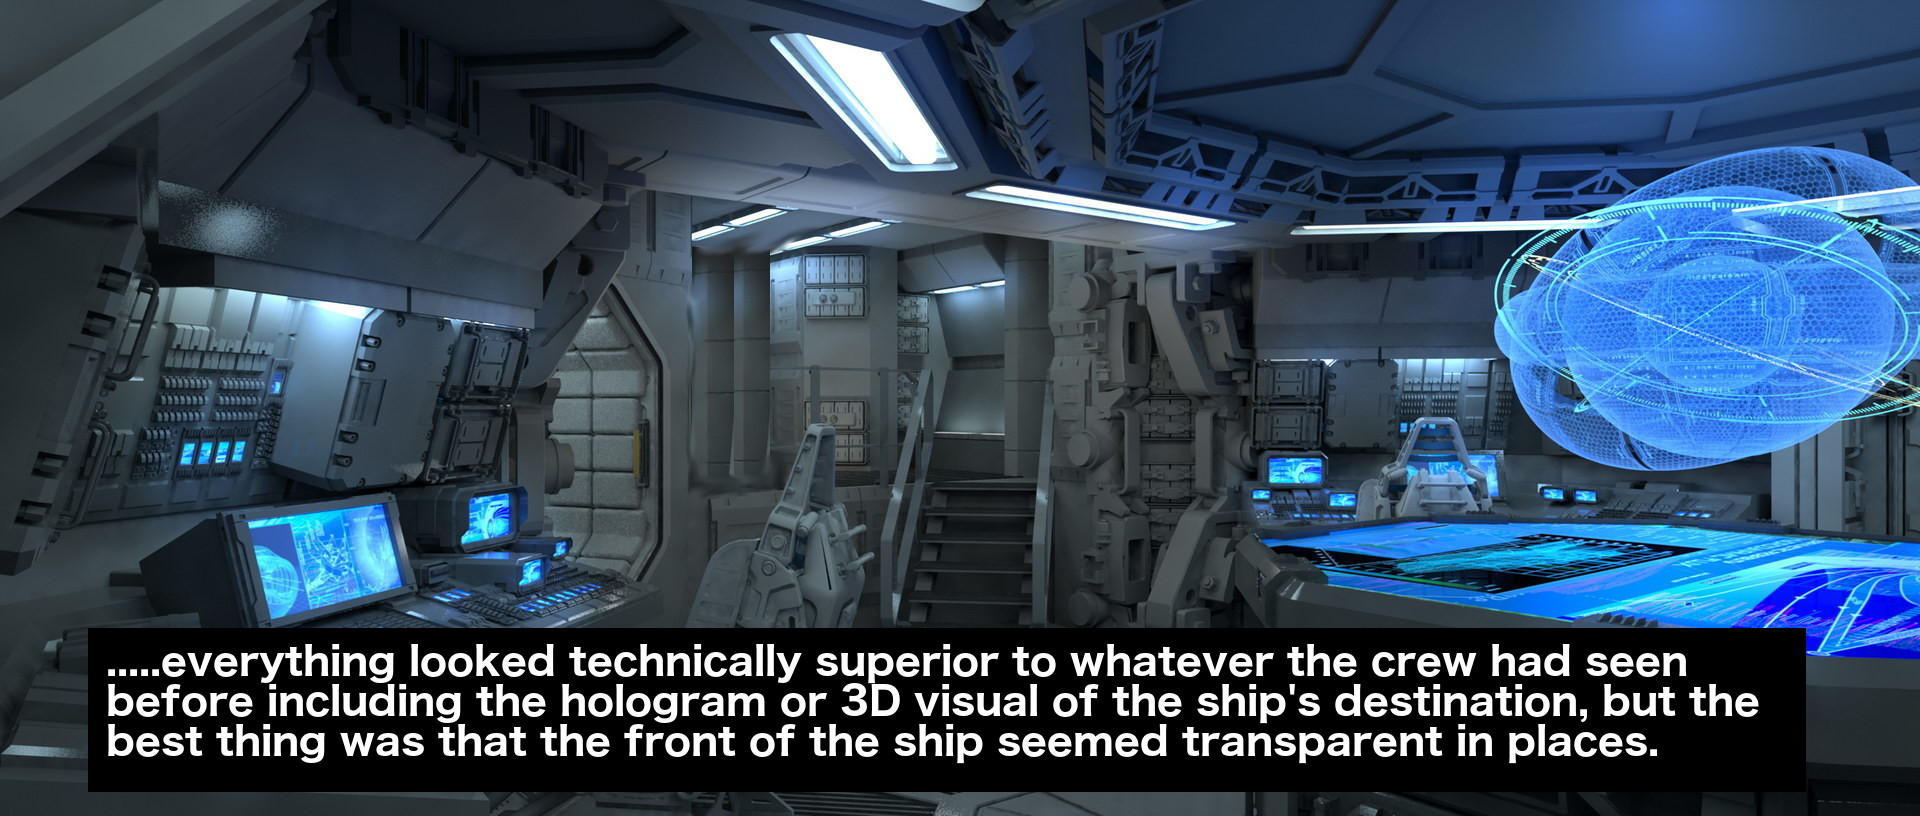 .....everything looked technically superior to whatever the crew had seen
before including the hologram or 3D visual of the ship's destination, but the
best thing was that the front of the ship seemed transparent in places.